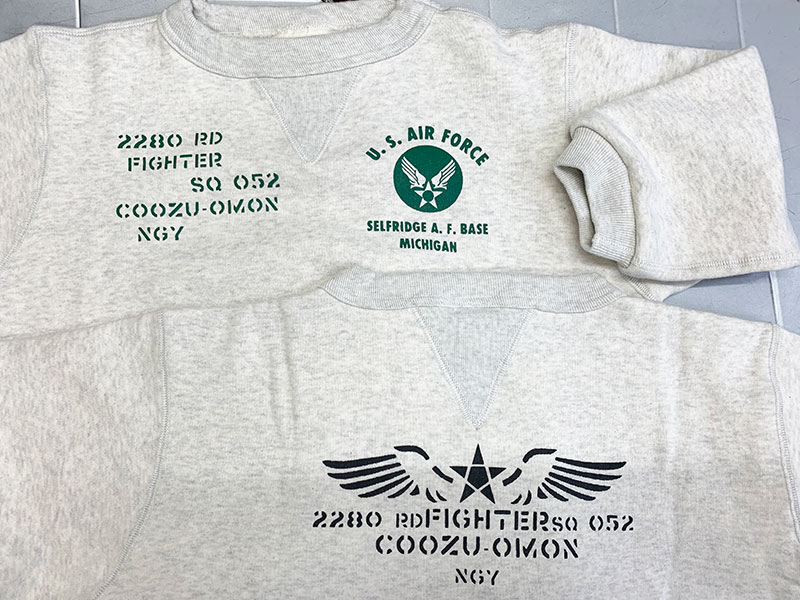 2280 RD
FIGHTER
SQ 052
COOZU-OMON
NGY
U. S. AIR FORCE
SELFRIDGE A. F. BASE
MICHIGAN
2280 RD FIGHTER SQ 052
COOZU-OMON
NGY